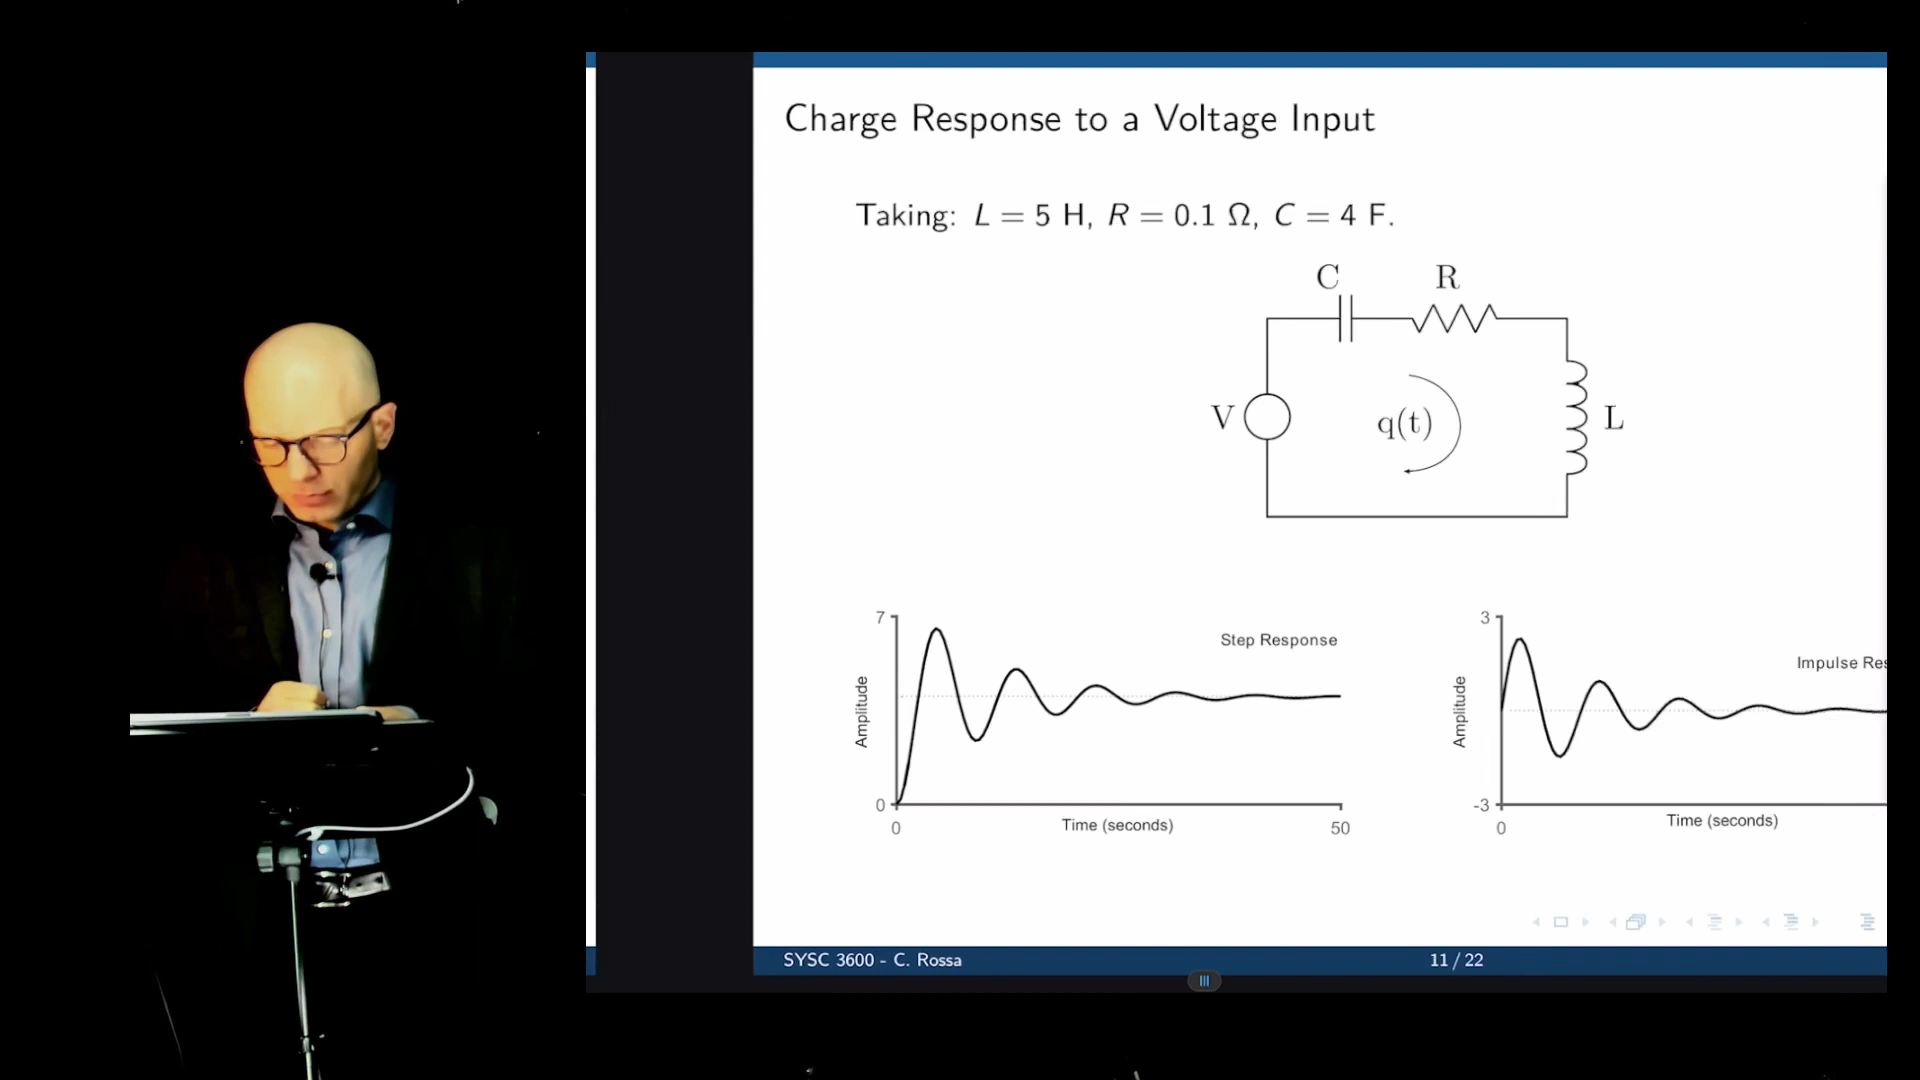 Charge Response to a Voltage Input
Taking: L = 5 H, R = 0.1 Ω, C = 4 F.
C
R
V
q(t)
L
7
Step Response
Amplitude
0
0
Time (seconds)
50
3
Impulse Res
Amplitude
-3
0
Time (seconds)
SYSC 3600 - C. Rossa
11 / 22